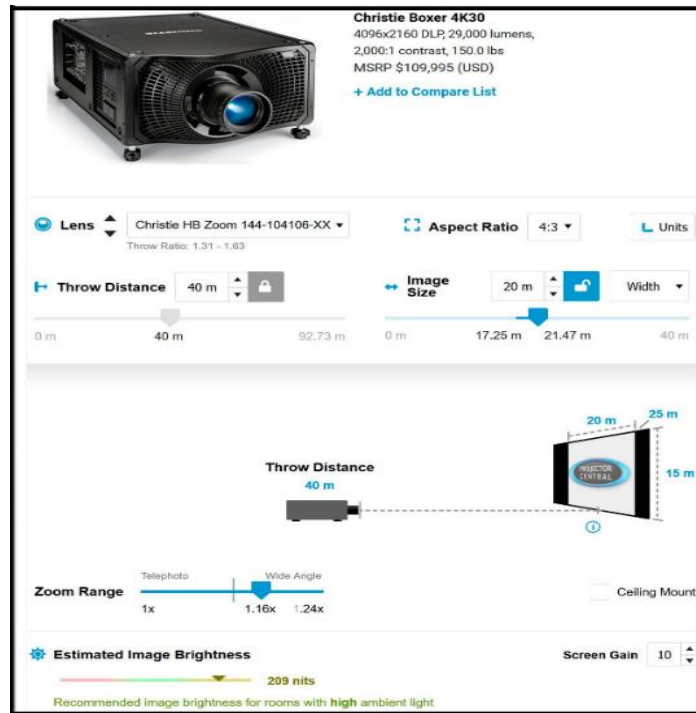 Christie Boxer 4K30
4096x2160 DLP, 29,000 lumens,
2,000:1 contrast, 150.0 lbs
MSRP $109,995 (USD)
+ Add to Compare List
Lens Christie HB Zoom 144-104106-XX Aspect Ratio 4:3 Units
Throw Ratio: 1.31 - 1.63
Throw Distance 40 m Image Size 20 m Width
0 m 40 m 92.73 m 0 m 17.25 m 21.47 m 40 m
20 m 25 m
PROJECTOR
CENTRAL
15 m
Throw Distance
40 m
Telephoto Wide Angle
Zoom Range Ceiling Mount
1x 1.16x 1.24x
Estimated Image Brightness Screen Gain 10
209 nits
Recommended image brightness for rooms with high ambient light